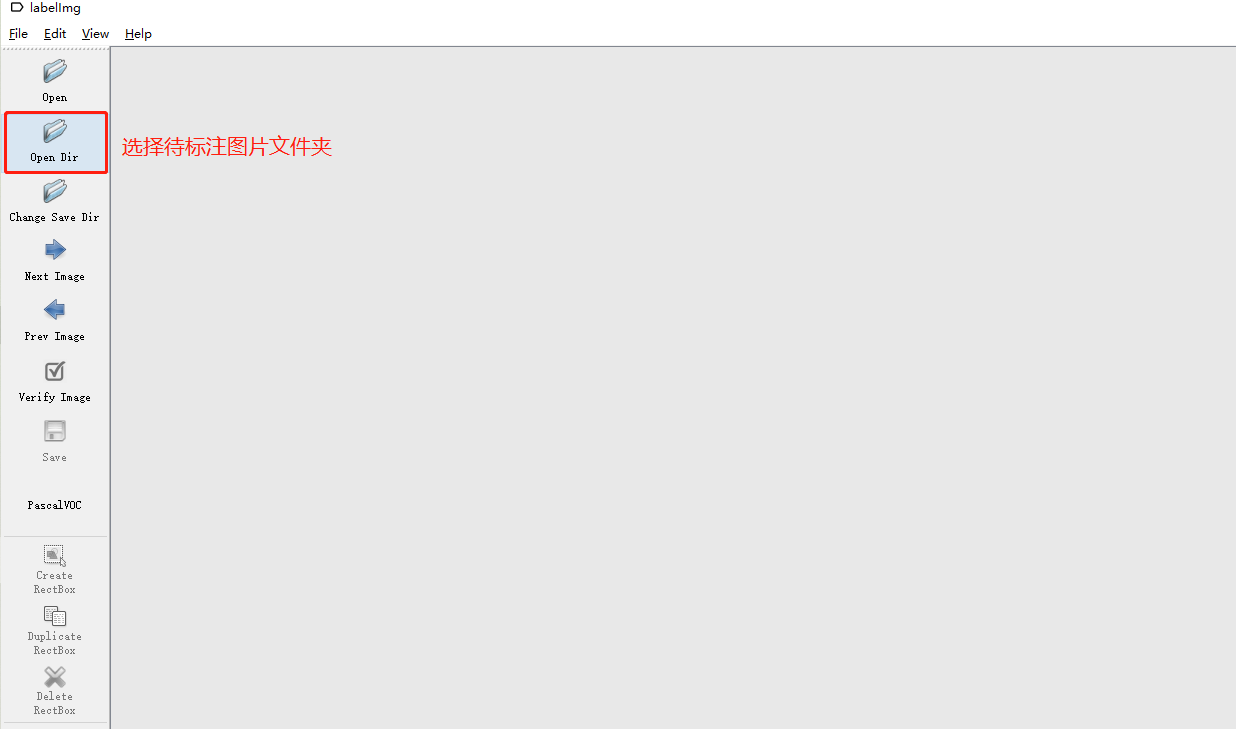 labelImg
File Edit View Help
Open
Open Dir
选择待标注图片文件夹
Change Save Dir
Next Image
Prev Image
Verify Image
Save
PascalVOC
Create
RectBox
Duplicate
RectBox
Delete
RectBox